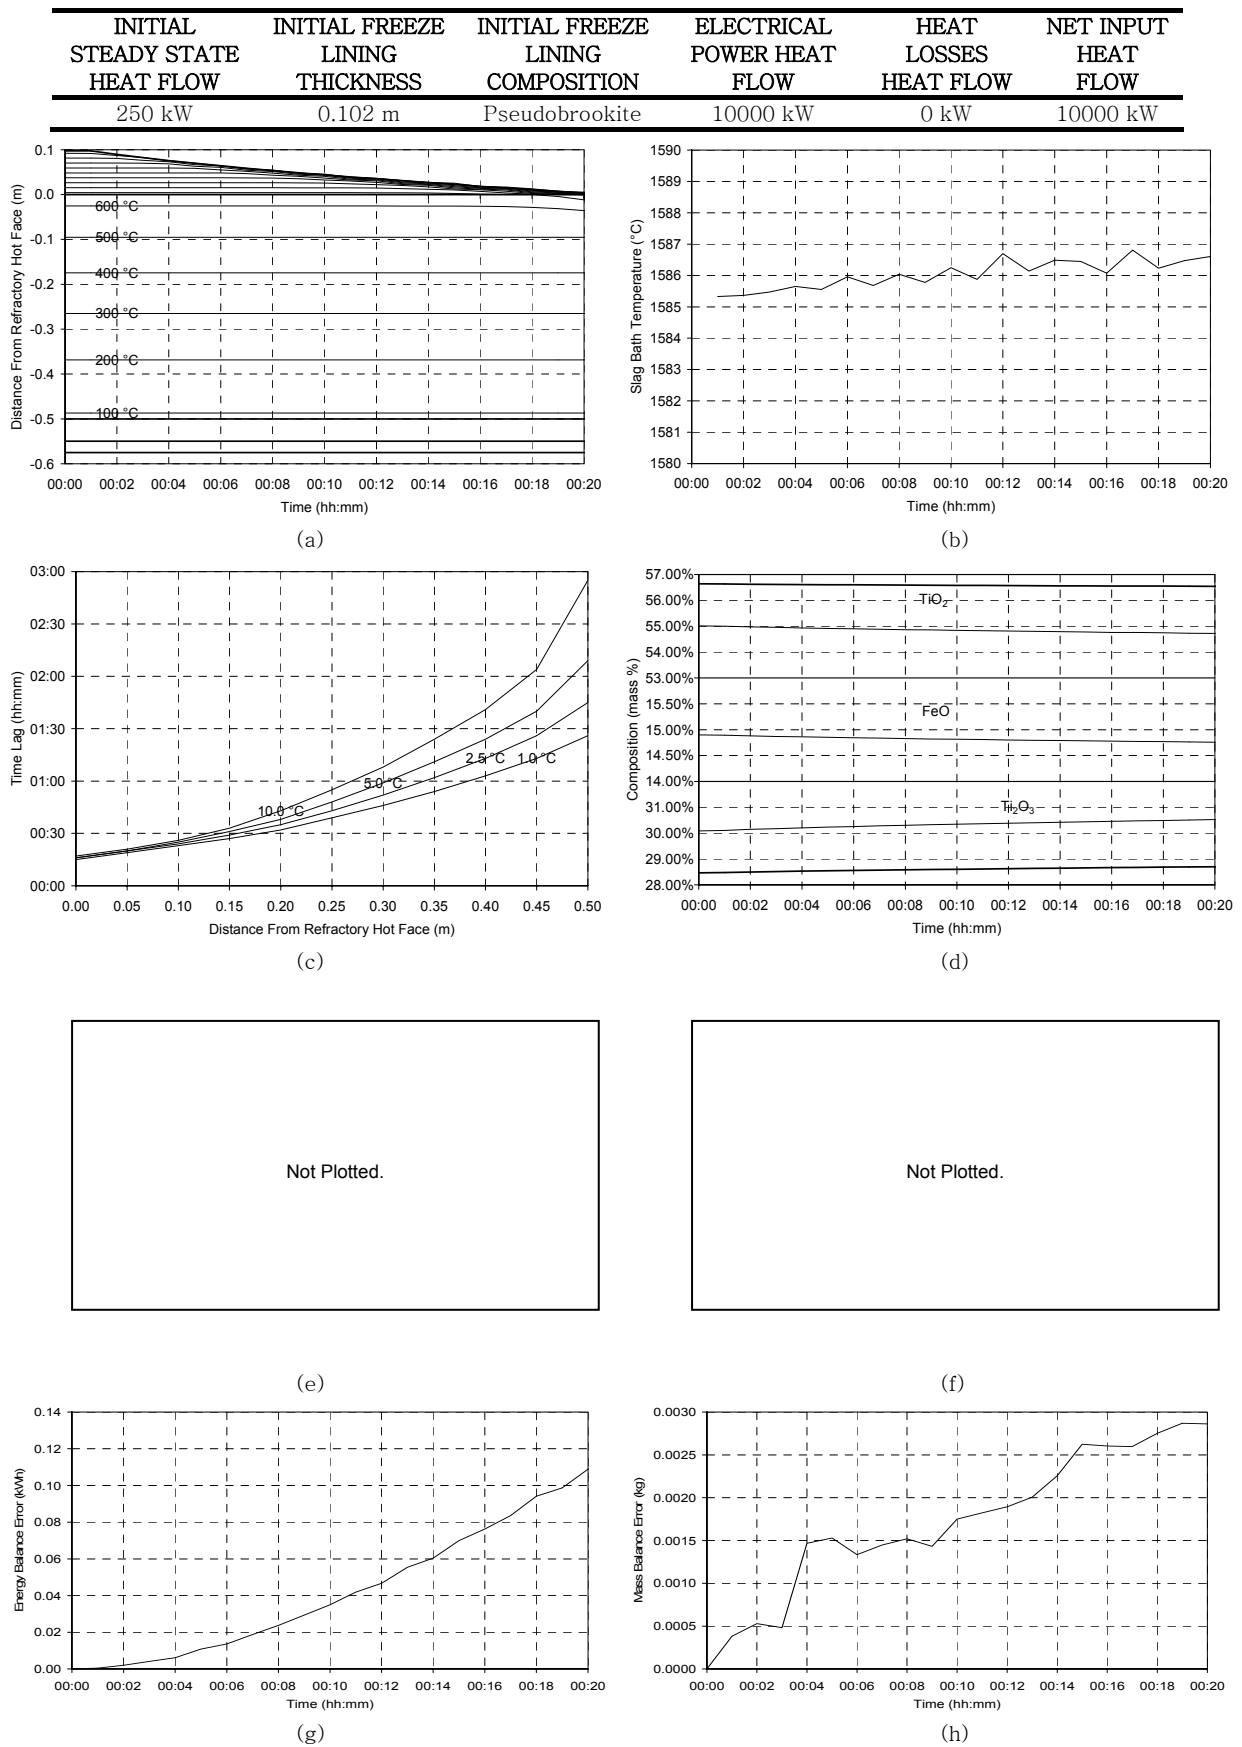 INITIAL STEADY STATE HEAT FLOW | INITIAL FREEZE LINING THICKNESS | INITIAL FREEZE LINING COMPOSITION | ELECTRICAL POWER HEAT FLOW | HEAT LOSSES HEAT FLOW | NET INPUT HEAT FLOW
250 kW | 0.102 m | Pseudobrookite | 10000 kW | 0 kW | 10000 kW
Distance From Refractory Hot Face (m)
0.1
0.0
-0.1
-0.2
-0.3
-0.4
-0.5
-0.6
600 °C
500 °C
400 °C
300 °C
200 °C
100 °C
00:00 00:02 00:04 00:06 00:08 00:10 00:12 00:14 00:16 00:18 00:20
Time (hh:mm)
(a)
Slag Bath Temperature (°C)
1590
1589
1588
1587
1586
1585
1584
1583
1582
1581
1580
00:00 00:02 00:04 00:06 00:08 00:10 00:12 00:14 00:16 00:18 00:20
Time (hh:mm)
(b)
Time Lag (hh:mm)
03:00
02:30
02:00
01:30
01:00
00:30
00:00
10.0 °C
5.0 °C
2.5 °C
1.0 °C
0.00 0.05 0.10 0.15 0.20 0.25 0.30 0.35 0.40 0.45 0.50
Distance From Refractory Hot Face (m)
(c)
Composition (mass %)
57.00%
56.00%
55.00%
54.00%
53.00%
15.50%
15.00%
14.50%
14.00%
31.00%
30.00%
29.00%
28.00%
TiO2
FeO
Ti2O3
00:00 00:02 00:04 00:06 00:08 00:10 00:12 00:14 00:16 00:18 00:20
Time (hh:mm)
(d)
Not Plotted.
(e)
Not Plotted.
(f)
Energy Balance Error (kWh)
0.14
0.12
0.10
0.08
0.06
0.04
0.02
0.00
00:00 00:02 00:04 00:06 00:08 00:10 00:12 00:14 00:16 00:18 00:20
Time (hh:mm)
(g)
Mass Balance Error (kg)
0.0030
0.0025
0.0020
0.0015
0.0010
0.0005
0.0000
00:00 00:02 00:04 00:06 00:08 00:10 00:12 00:14 00:16 00:18 00:20
Time (hh:mm)
(h)